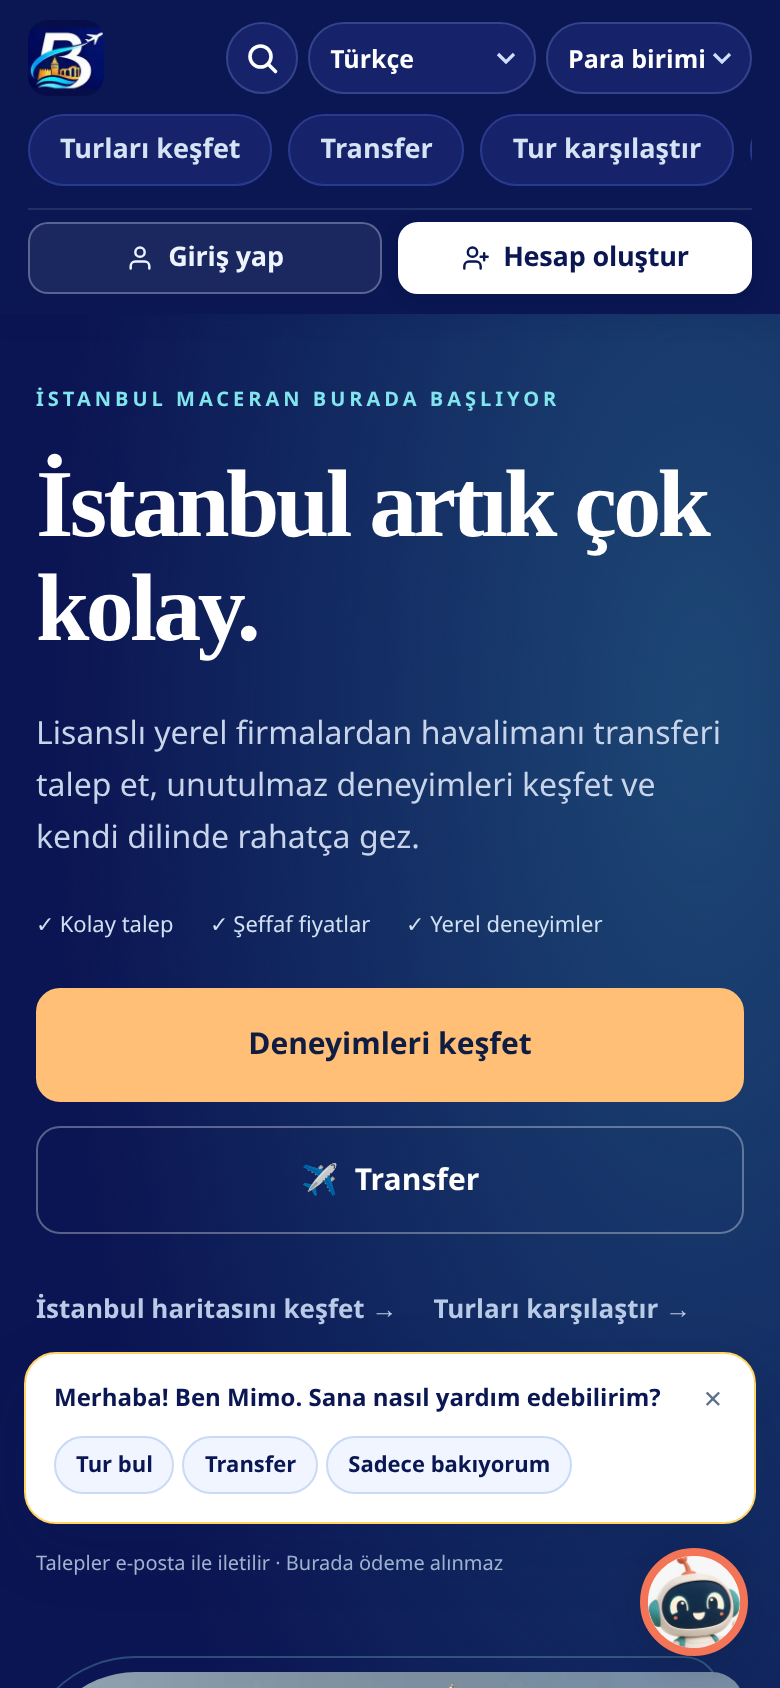 B
Türkçe
Para birimi
Turları keşfet
Transfer
Tur karşılaştır
Giriş yap
Hesap oluştur
İSTANBUL MACERAN BURADA BAŞLIYOR
İstanbul artık çok
kolay.
Lisanslı yerel firmalardan havalimanı transferi
talep et, unutulmaz deneyimleri keşfet ve
kendi dilinde rahatça gez.
✓ Kolay talep ✓ Şeffaf fiyatlar ✓ Yerel deneyimler
Deneyimleri keşfet
Transfer
İstanbul haritasını keşfet → Turları karşılaştır →
Merhaba! Ben Mimo. Sana nasıl yardım edebilirim? ✕
Tur bul
Transfer
Sadece bakıyorum
Talepler e-posta ile iletilir · Burada ödeme alınmaz